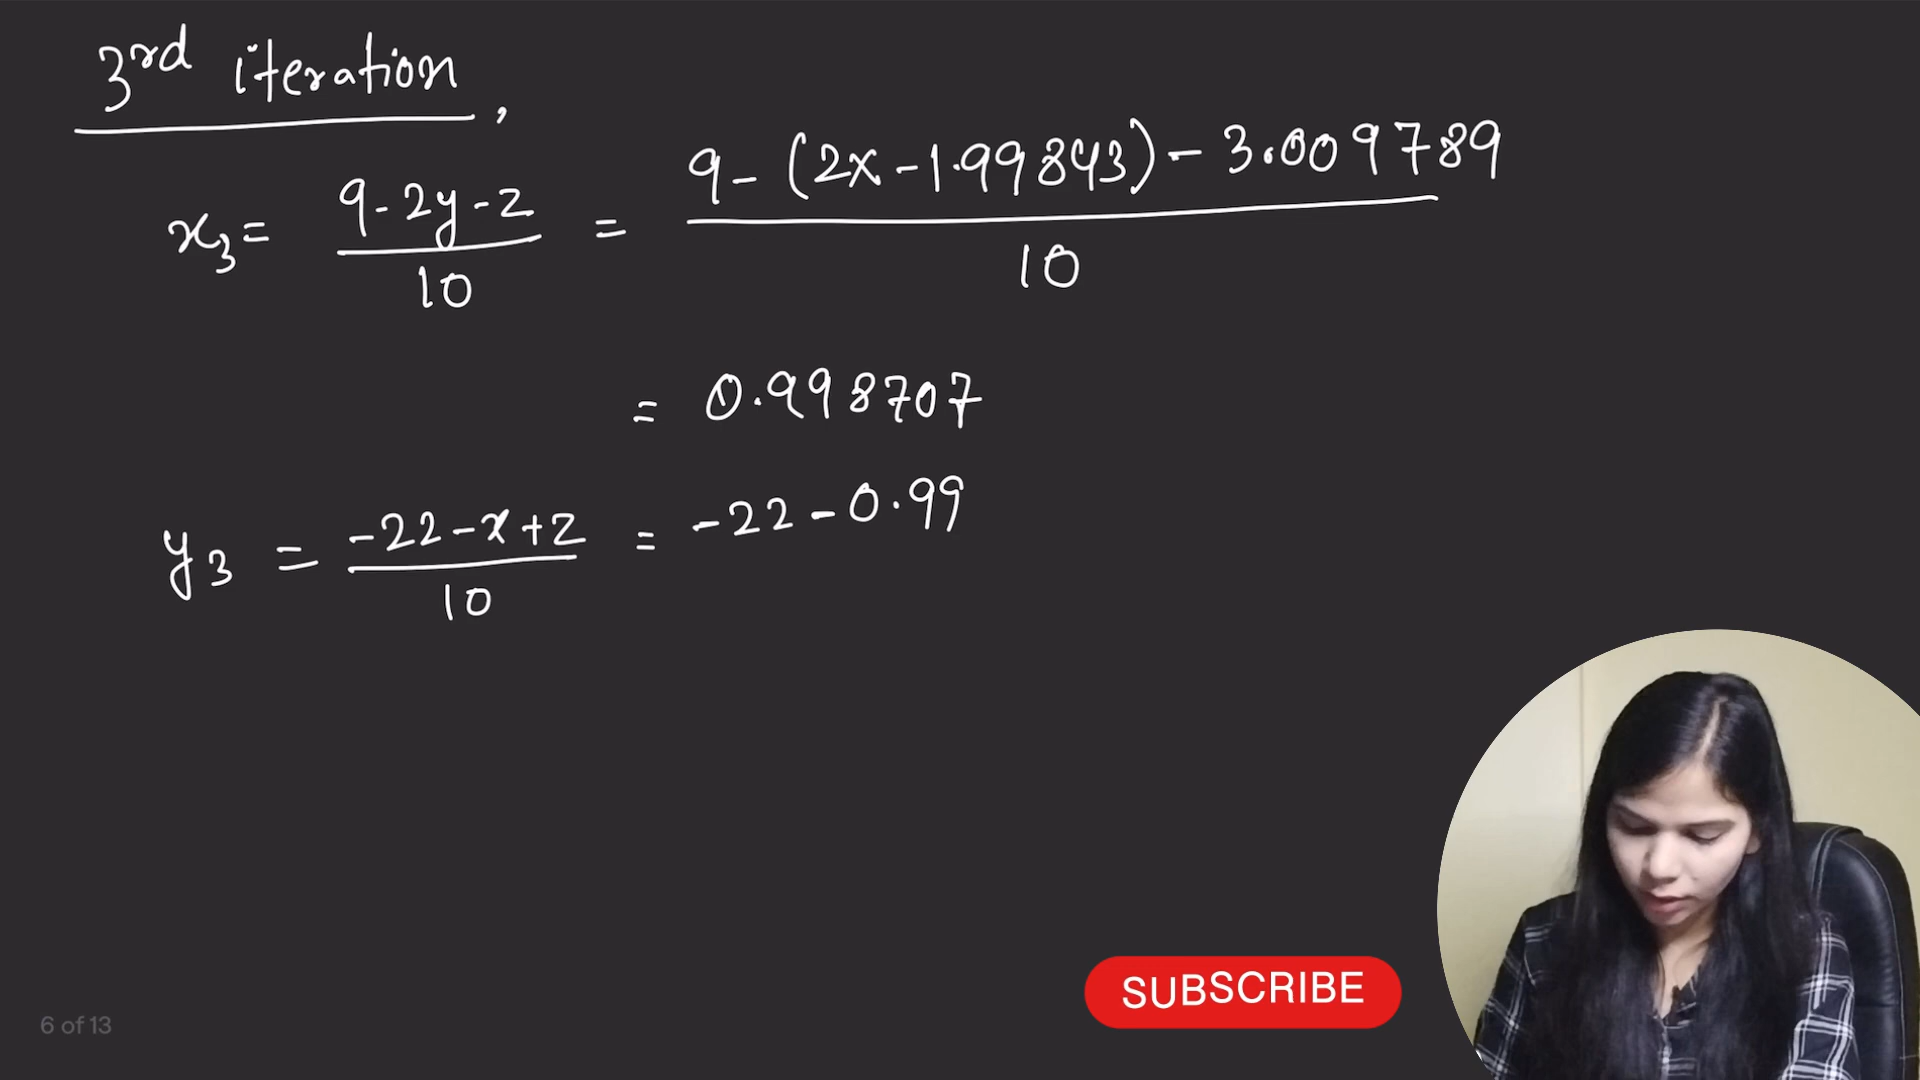 3rd iteration,
x₃ = (9-2y-z)/10 = (9-(2x-1.99843)-3.009789)/10
= 0.998707
y₃ = (-22-x+z)/10 = -22-0.99
SUBSCRIBE
6 of 13